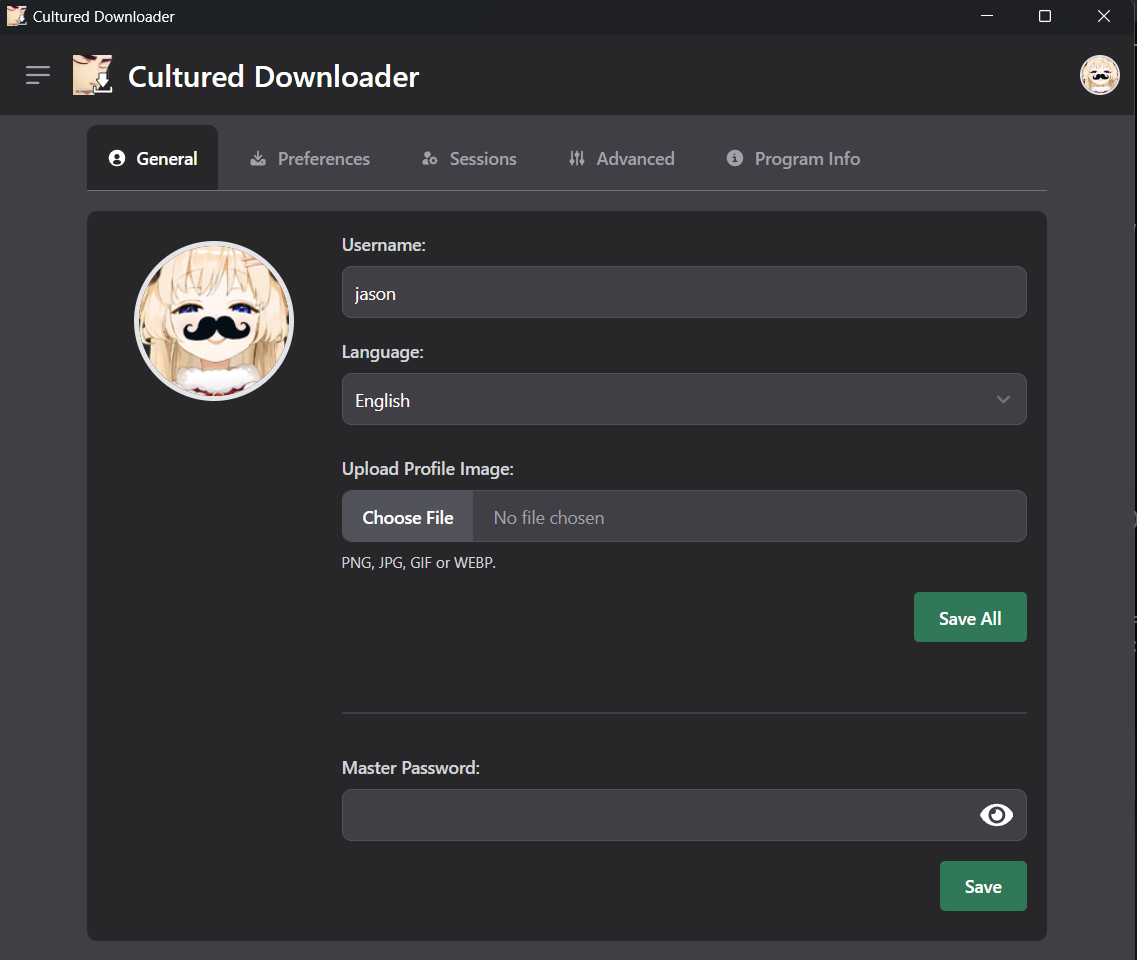 Cultured Downloader
Cultured Downloader
General Preferences Sessions Advanced Program Info
Username:
jason
Language:
English
Upload Profile Image:
Choose File No file chosen
PNG, JPG, GIF or WEBP.
Save All
Master Password:
Save